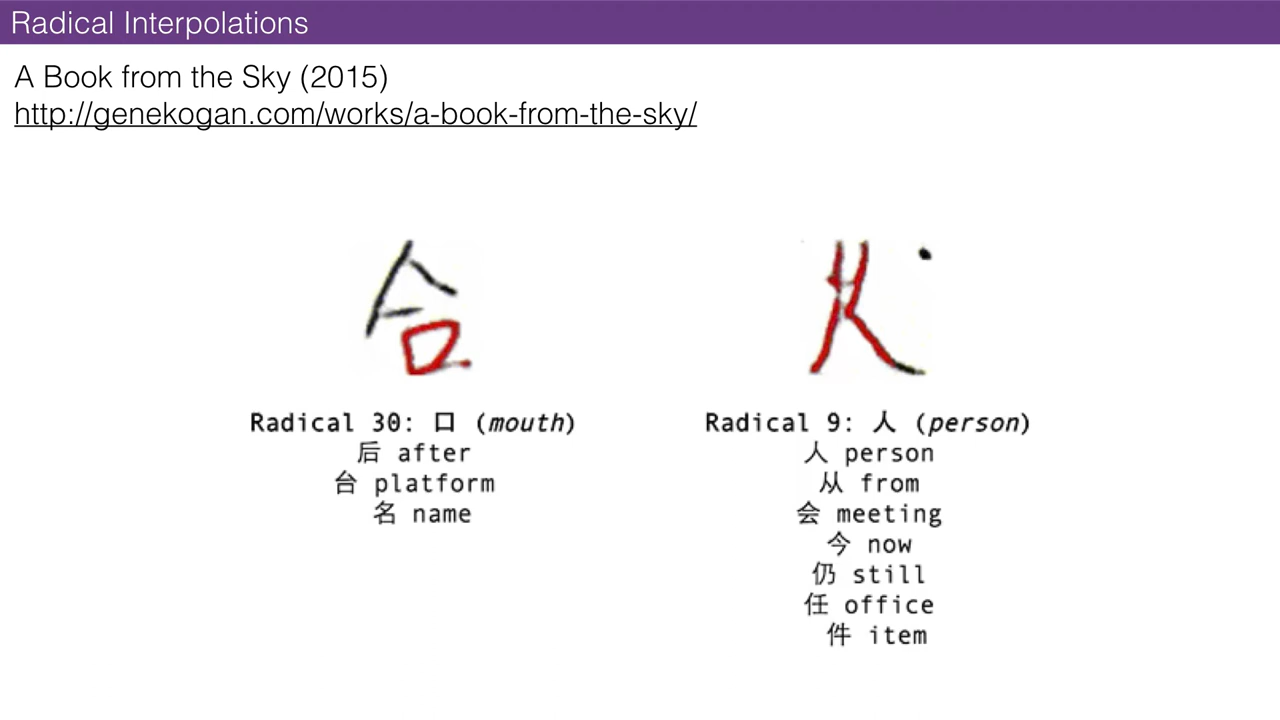 Radical Interpolations
A Book from the Sky (2015)
http://genekogan.com/works/a-book-from-the-sky/
Radical 30: 口 (mouth)
后 after
台 platform
名 name
Radical 9: 人 (person)
人 person
从 from
会 meeting
今 now
仍 still
任 office
件 item